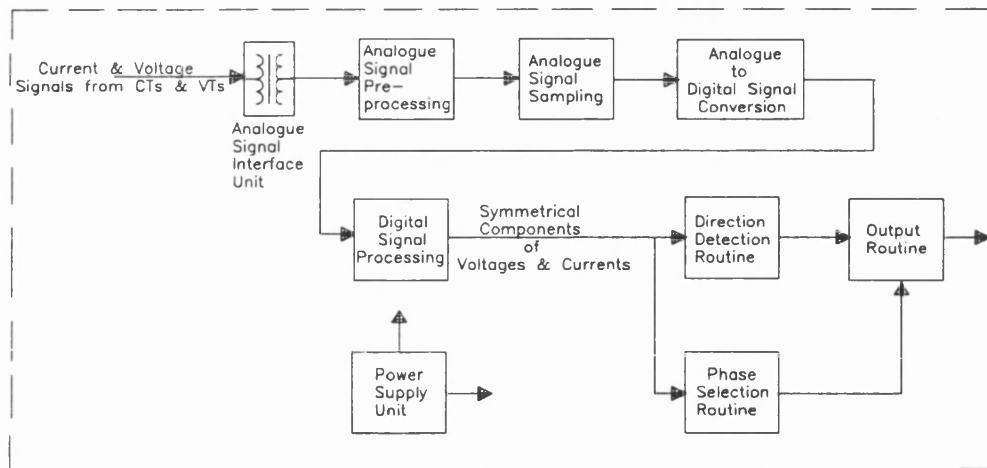 Current & Voltage
Signals from CTs & VTs
Analogue
Signal
Interface
Unit
Analogue
Signal
Pre-
processing
Analogue
Signal
Sampling
Analogue
to
Digital Signal
Conversion
Digital
Signal
Processing
Symmetrical
Components
of
Voltages & Currents
Direction
Detection
Routine
Output
Routine
Power
Supply
Unit
Phase
Selection
Routine